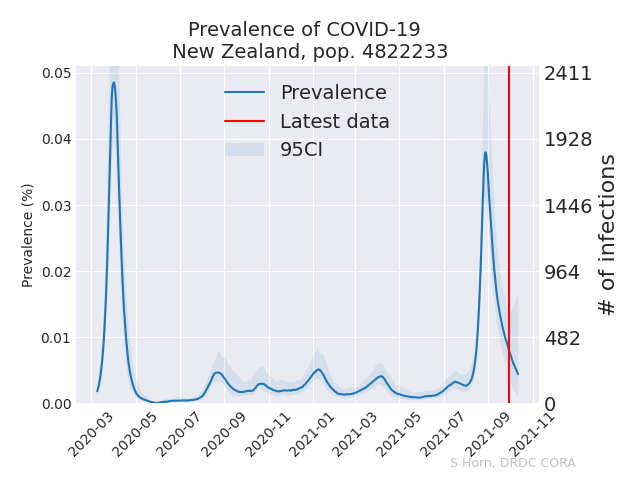 Prevalence of COVID-19
New Zealand, pop. 4822233
Prevalence (%)
0.05
0.04
0.03
0.02
0.01
0.00
Prevalence
Latest data
95CI
2411
1928
1446
964
482
0
# of infections
2020-03
2020-05
2020-07
2020-09
2020-11
2021-01
2021-03
2021-05
2021-07
2021-09
2021-11
S Horn, DRDC CORA